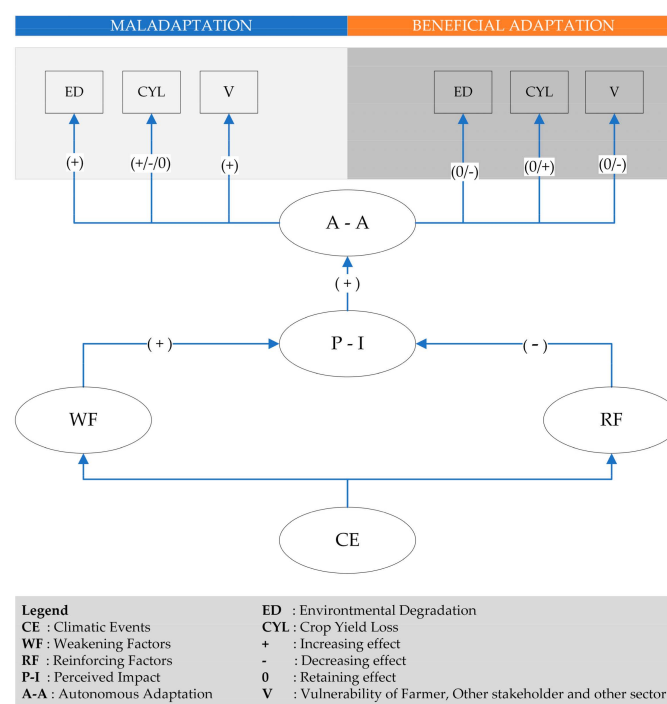 MALADAPTATION BENEFICIAL ADAPTATION
ED CYL V ED CYL V
(+) (+/-/0) (+) (0/-) (0/+) (0/-)
A - A
( + )
P - I
( + ) ( - )
WF RF
CE
Legend
CE : Climatic Events
WF : Weakening Factors
RF : Reinforcing Factors
P-I : Perceived Impact
A-A : Autonomous Adaptation
ED : Environtmental Degradation
CYL : Crop Yield Loss
+ : Increasing effect
- : Decreasing effect
0 : Retaining effect
V : Vulnerability of Farmer, Other stakeholder and other sector